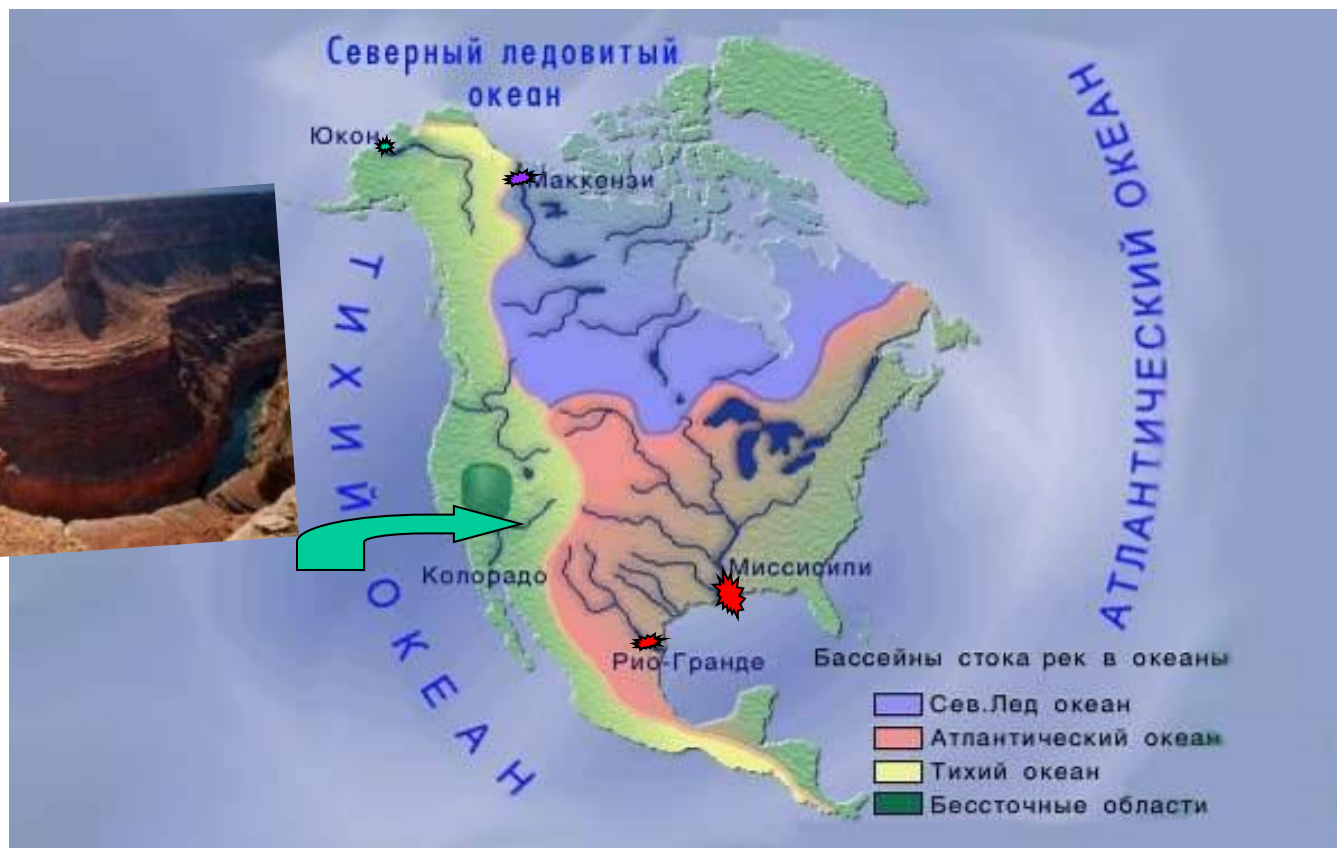 Северный ледовитый
океан
Юкон
Маккензи
ТИХИЙ ОКЕАН
АТЛАНТИЧЕСКИЙ ОКЕАН
Колорадо
Миссисипи
Рио-Гранде
Бассейны стока рек в океаны
Сев.Лед океан
Атлантический океан
Тихий океан
Бессточные области